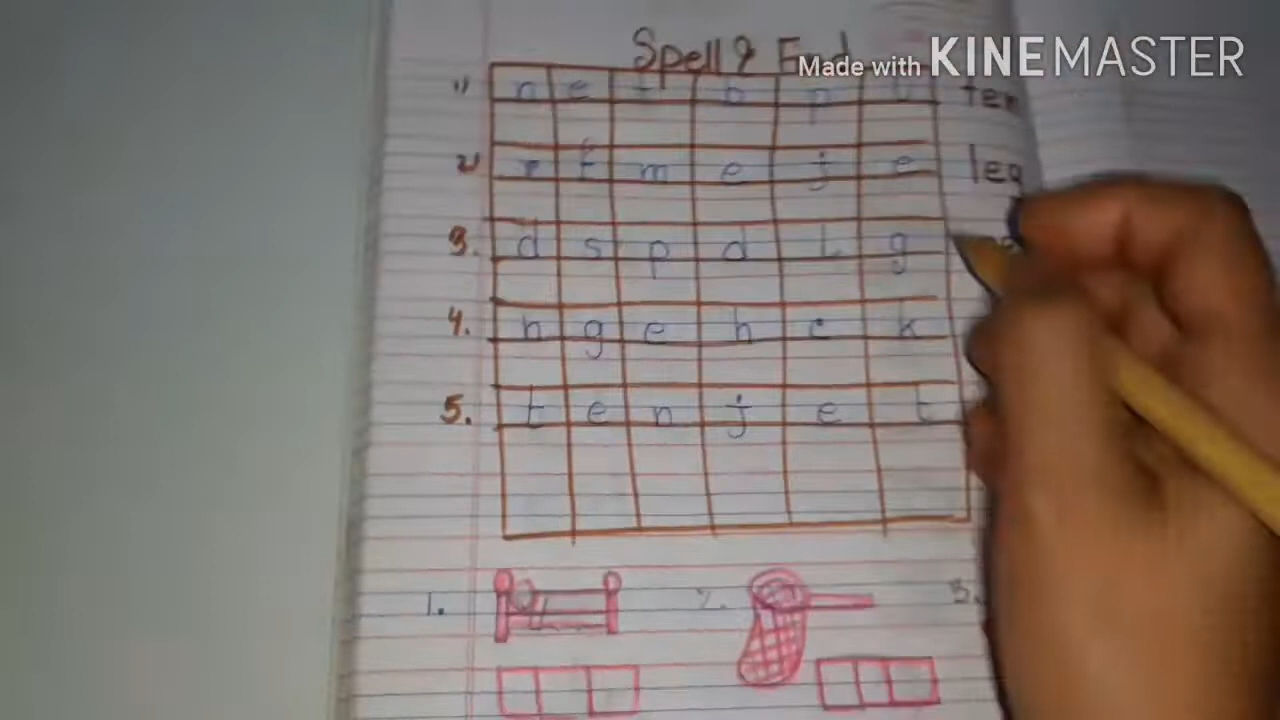 Spell & Find
Made with KINEMASTER
1) n e t b p l ten
2) r t m e j e leg
3. d s p d l g
4. h g e h e k
5. t e n j e t
1. 2. 3.